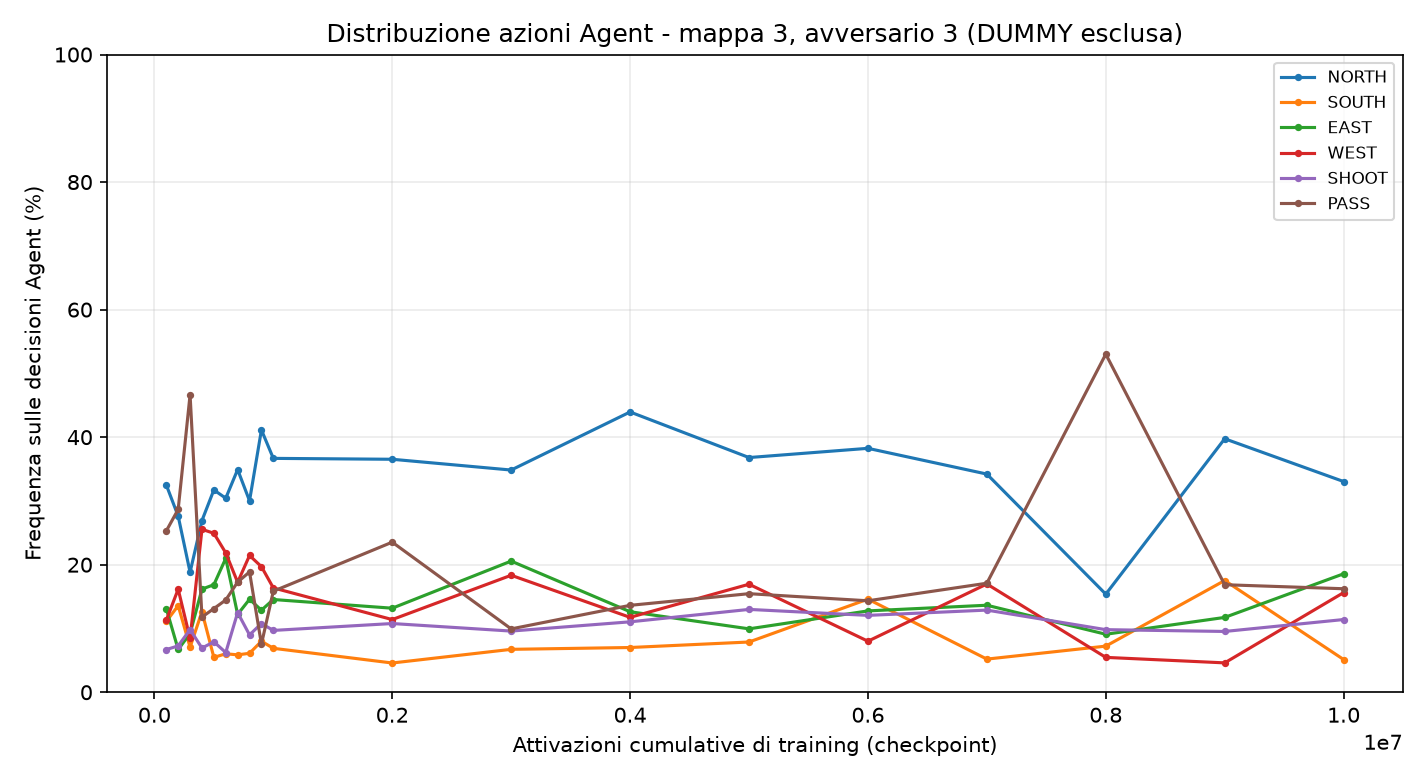 Distribuzione azioni Agent - mappa 3, avversario 3 (DUMMY esclusa)
100
80
60
40
20
0
Frequenza sulle decisioni Agent (%)
NORTH
SOUTH
EAST
WEST
SHOOT
PASS
0.0
0.2
0.4
0.6
0.8
1.0
1e7
Attivazioni cumulative di training (checkpoint)